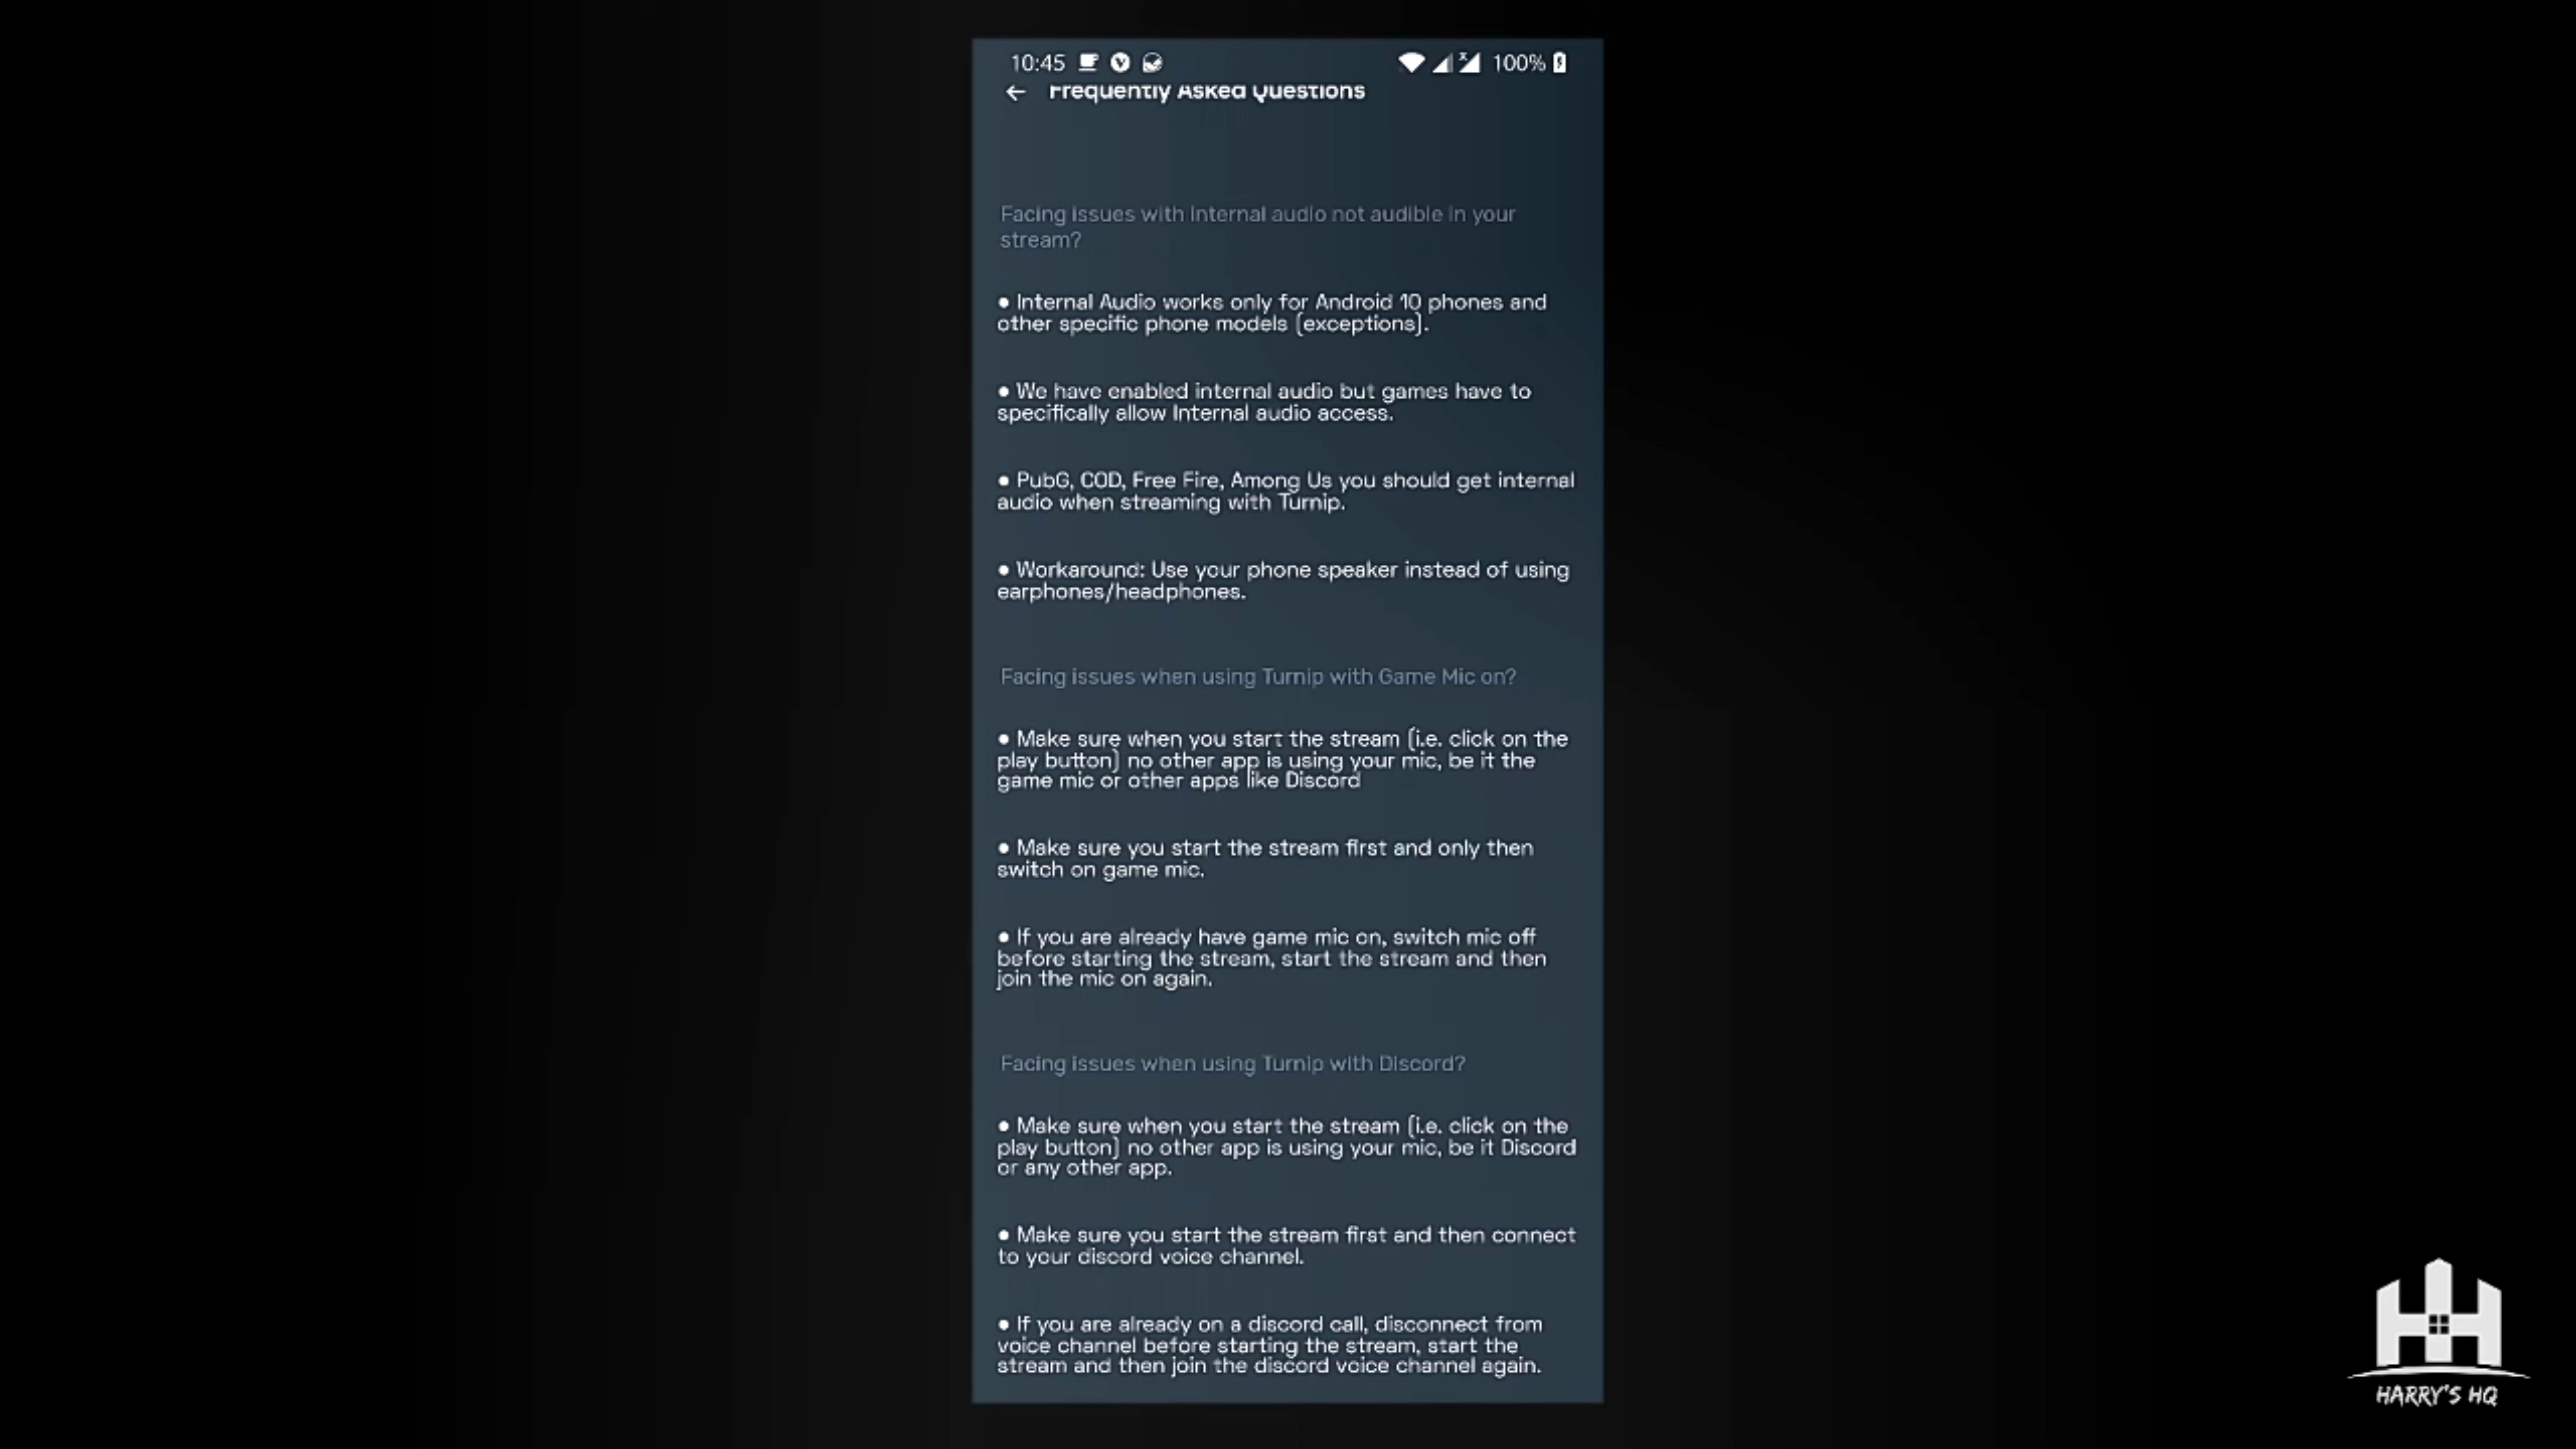 10:45
100%
Frequently Asked Questions
Facing issues with Internal audio not audible in your
stream?
● Internal Audio works only for Android 10 phones and
other specific phone models (exceptions).
● We have enabled internal audio but games have to
specifically allow Internal audio access.
● PubG, COD, Free Fire, Among Us you should get internal
audio when streaming with Turnip.
● Workaround: Use your phone speaker instead of using
earphones/headphones.
Facing issues when using Turnip with Game Mic on?
● Make sure when you start the stream (i.e. click on the
play button) no other app is using your mic, be it the
game mic or other apps like Discord
● Make sure you start the stream first and only then
switch on game mic.
● If you are already have game mic on, switch mic off
before starting the stream, start the stream and then
join the mic on again.
Facing issues when using Turnip with Discord?
● Make sure when you start the stream (i.e. click on the
play button) no other app is using your mic, be it Discord
or any other app.
● Make sure you start the stream first and then connect
to your discord voice channel.
● If you are already on a discord call, disconnect from
voice channel before starting the stream, start the
stream and then join the discord voice channel again.
HARRY'S HQ